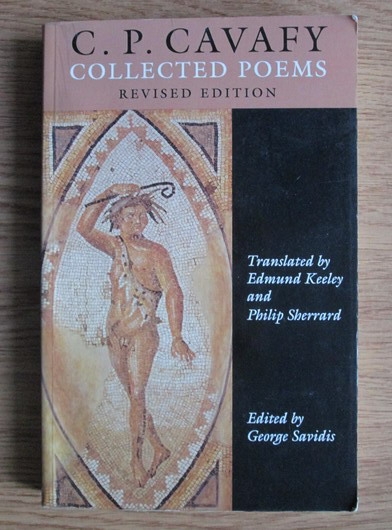 C. P. CAVAFY
COLLECTED POEMS
REVISED EDITION
Translated by
Edmund Keeley
and
Philip Sherrard
Edited by
George Savidis